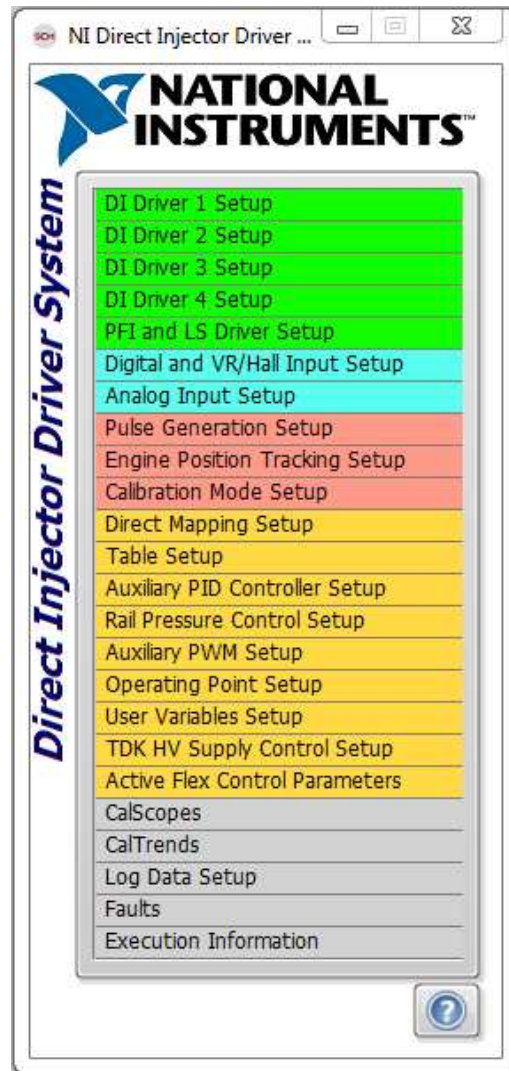 SCH NI Direct Injector Driver ...
NATIONAL
INSTRUMENTS™
Direct Injector Driver System
DI Driver 1 Setup
DI Driver 2 Setup
DI Driver 3 Setup
DI Driver 4 Setup
PFI and LS Driver Setup
Digital and VR/Hall Input Setup
Analog Input Setup
Pulse Generation Setup
Engine Position Tracking Setup
Calibration Mode Setup
Direct Mapping Setup
Table Setup
Auxiliary PID Controller Setup
Rail Pressure Control Setup
Auxiliary PWM Setup
Operating Point Setup
User Variables Setup
TDK HV Supply Control Setup
Active Flex Control Parameters
CalScopes
CalTrends
Log Data Setup
Faults
Execution Information
?